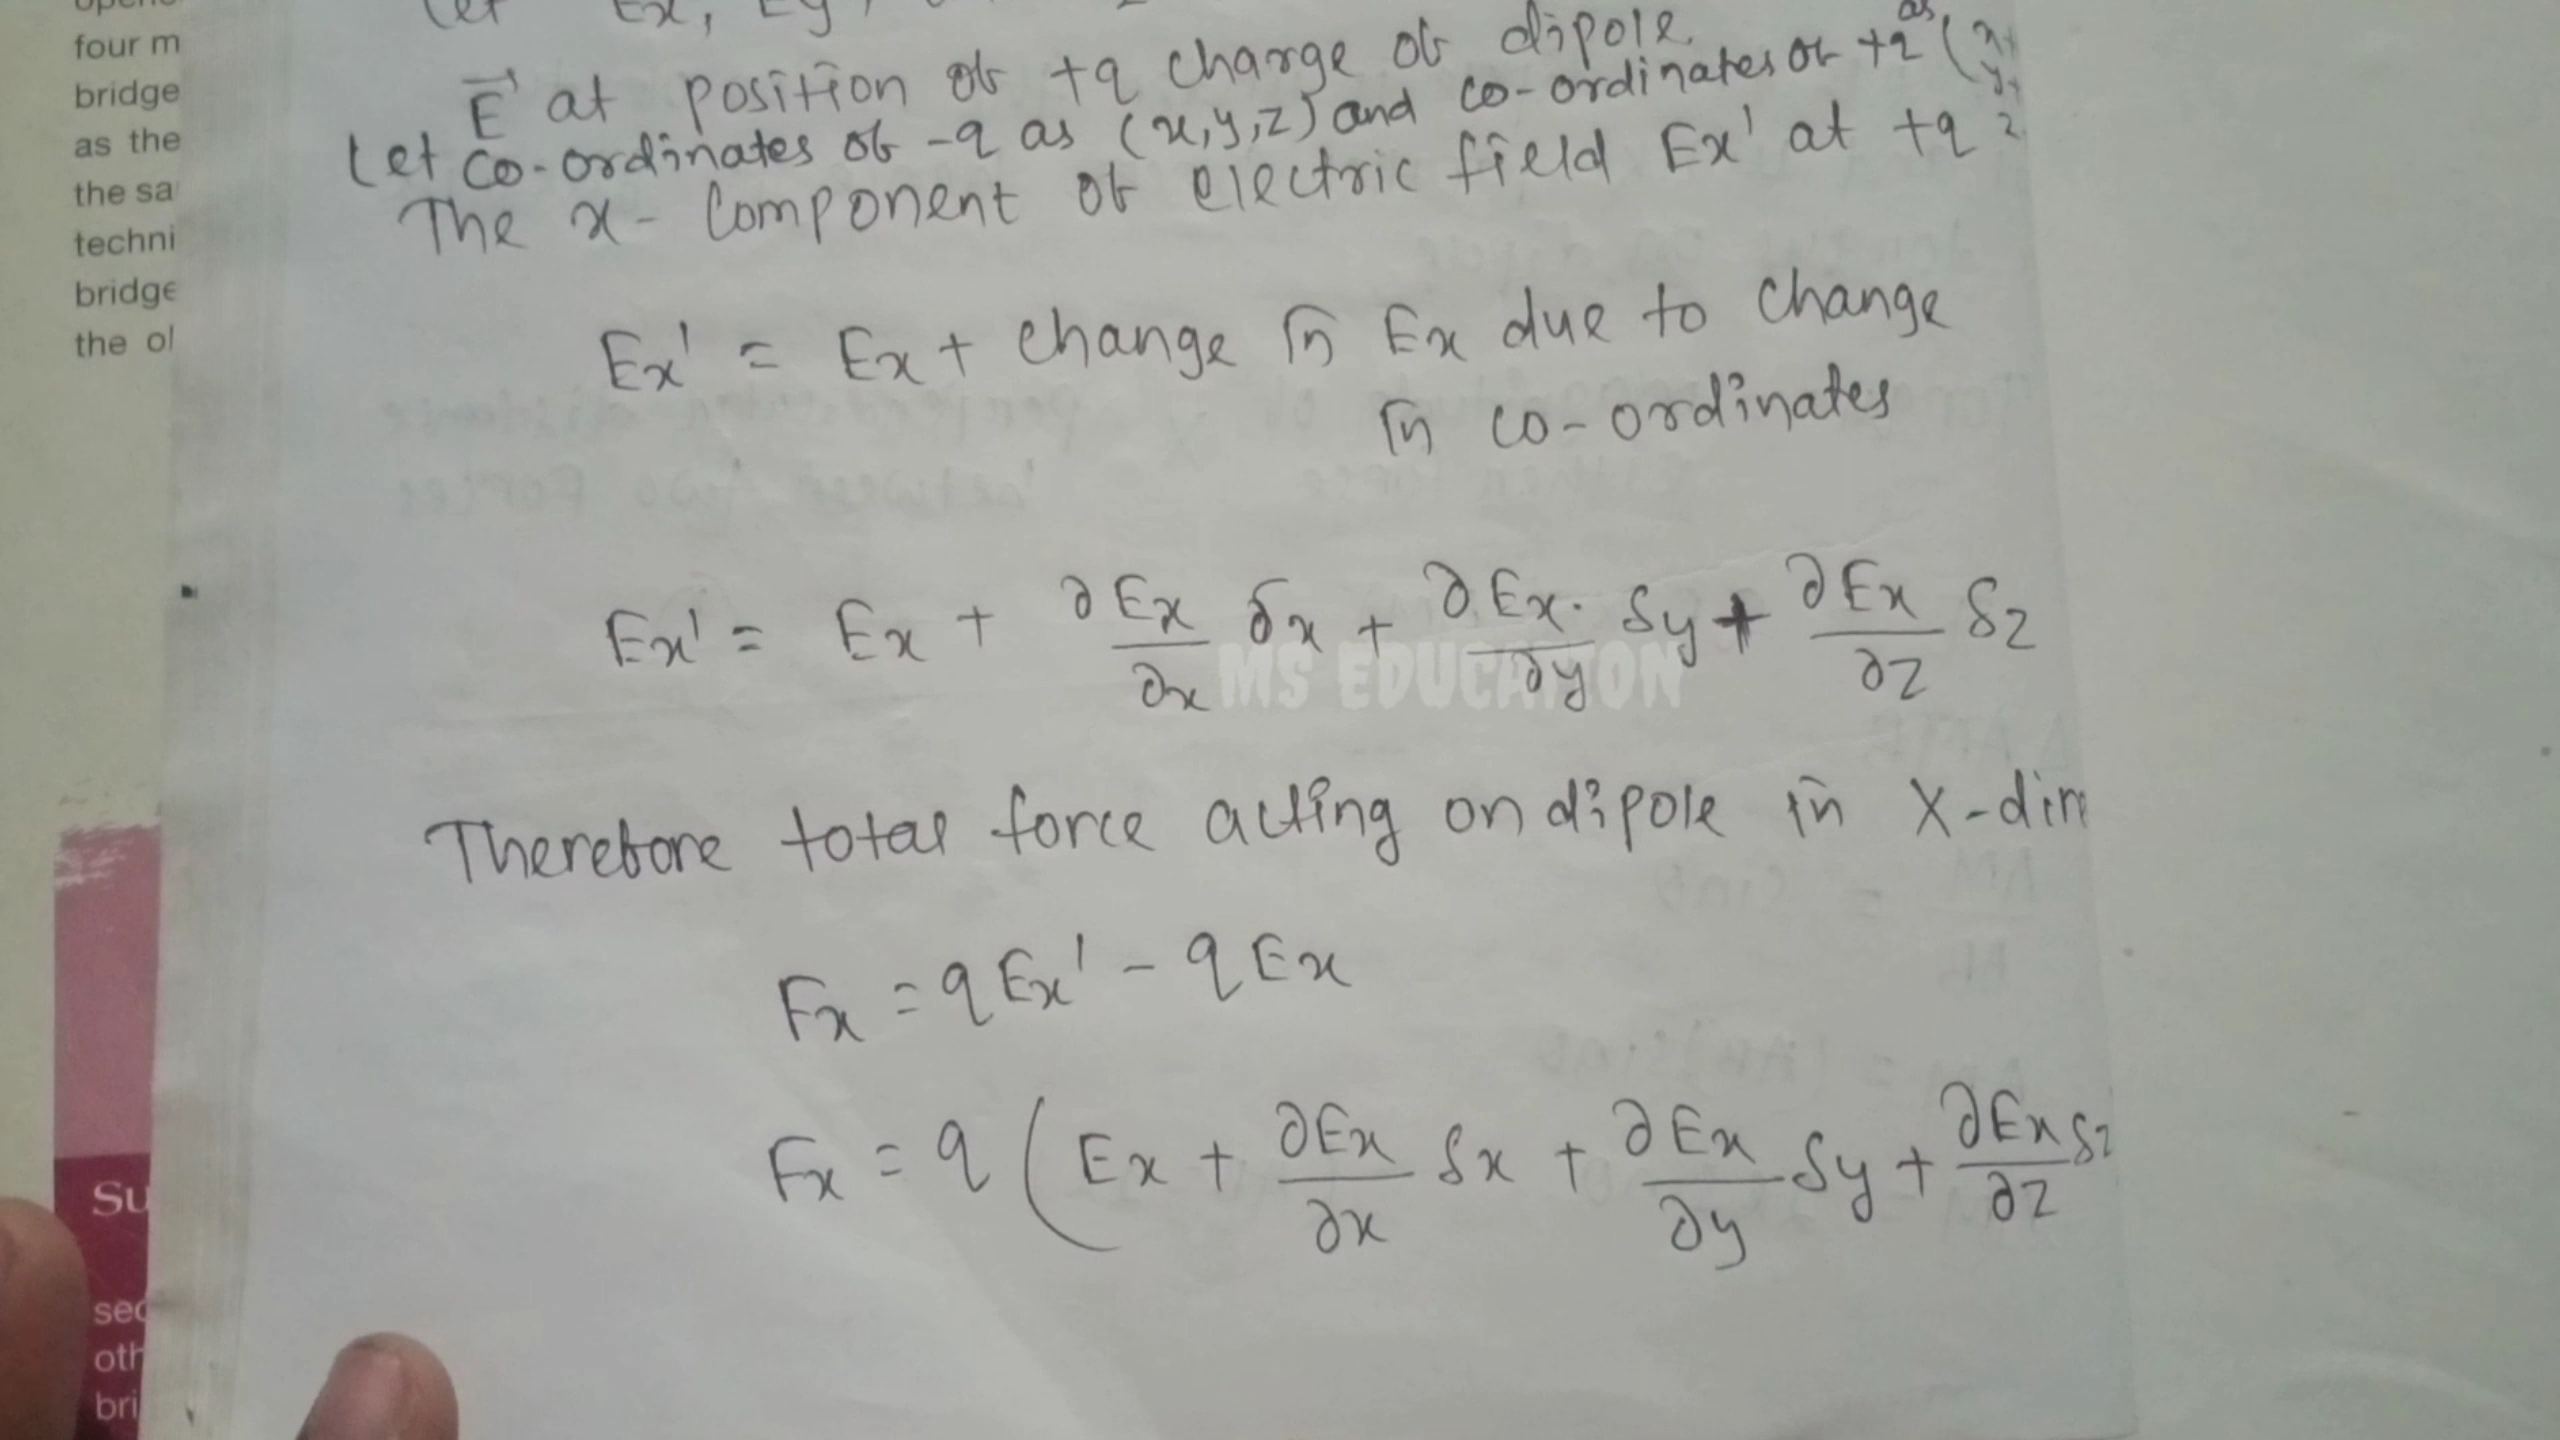 four m
bridge
as the
the sa
techni
bridge
the ol
Su
sec
oth
bri
Let Ex, Ey,
E⃗ at position of +q charge of dipole.
Let co-ordinates of -q as (x,y,z) and co-ordinates of +q as (x+
y+
The x- Component of electric field Ex' at +q
Ex' = Ex + change in Ex due to change
in co-ordinates
Ex' = Ex + ∂Ex/∂x δx + ∂Ex/∂y . δy + ∂Ex/∂z δz
MS EDUCATION
Therefore total force acting on dipole in X-dirn
Fx = qEx' - qEx
Fx = q ( Ex + ∂Ex/∂x δx + ∂Ex/∂y δy + ∂Ex/∂z δz